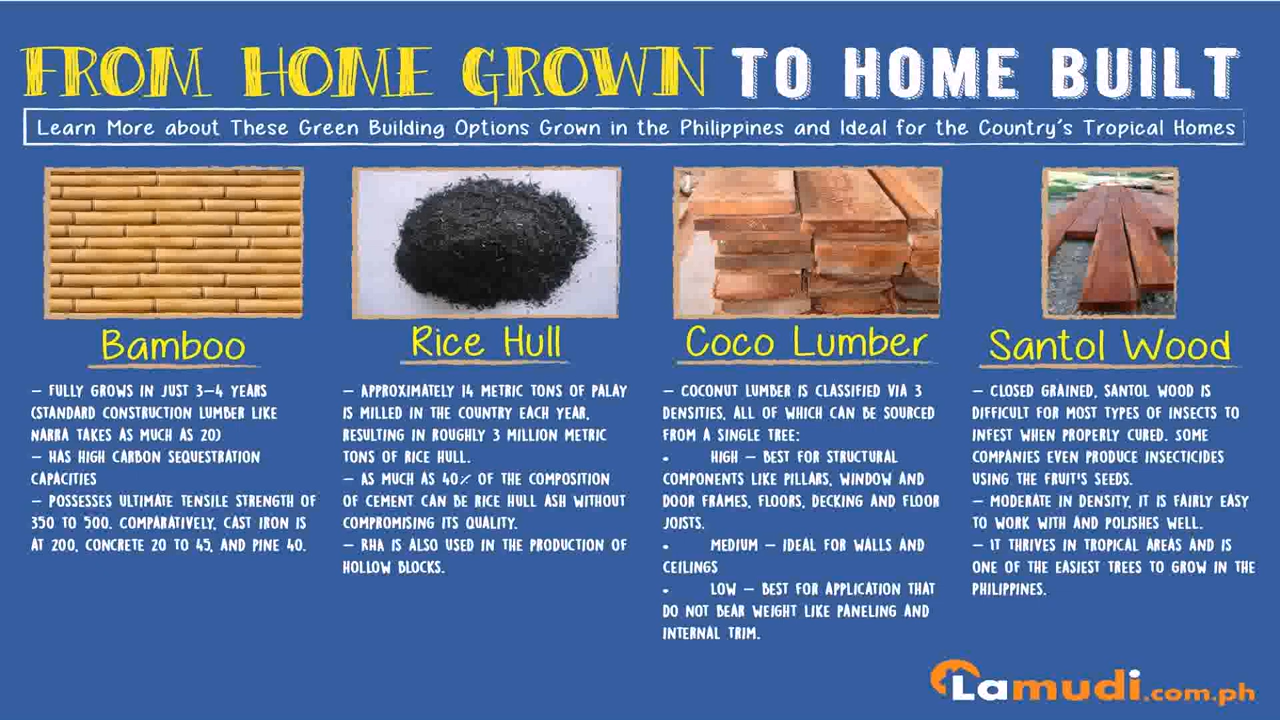 FROM HOME GROWN TO HOME BUILT
Learn More about These Green Building Options Grown in the Philippines and Ideal for the Country's Tropical Homes
Bamboo
– FULLY GROWS IN JUST 3–4 YEARS
(STANDARD CONSTRUCTION LUMBER LIKE
NARRA TAKES AS MUCH AS 20)
– HAS HIGH CARBON SEQUESTRATION
CAPACITIES
– POSSESSES ULTIMATE TENSILE STRENGTH OF
350 TO 500. COMPARATIVELY, CAST IRON IS
AT 200, CONCRETE 20 TO 45, AND PINE 40.
Rice Hull
– APPROXIMATELY 14 METRIC TONS OF PALAY
IS MILLED IN THE COUNTRY EACH YEAR,
RESULTING IN ROUGHLY 3 MILLION METRIC
TONS OF RICE HULL.
– AS MUCH AS 40% OF THE COMPOSITION
OF CEMENT CAN BE RICE HULL ASH WITHOUT
COMPROMISING ITS QUALITY.
– RHA IS ALSO USED IN THE PRODUCTION OF
HOLLOW BLOCKS.
Coco Lumber
– COCONUT LUMBER IS CLASSIFIED VIA 3
DENSITIES, ALL OF WHICH CAN BE SOURCED
FROM A SINGLE TREE:
• HIGH – BEST FOR STRUCTURAL
COMPONENTS LIKE PILLARS, WINDOW AND
DOOR FRAMES, FLOORS, DECKING AND FLOOR
JOISTS.
• MEDIUM – IDEAL FOR WALLS AND
CEILINGS
• LOW – BEST FOR APPLICATION THAT
DO NOT BEAR WEIGHT LIKE PANELING AND
INTERNAL TRIM.
Santol Wood
– CLOSED GRAINED, SANTOL WOOD IS
DIFFICULT FOR MOST TYPES OF INSECTS TO
INFEST WHEN PROPERLY CURED. SOME
COMPANIES EVEN PRODUCE INSECTICIDES
USING THE FRUIT'S SEEDS.
– MODERATE IN DENSITY, IT IS FAIRLY EASY
TO WORK WITH AND POLISHES WELL.
– IT THRIVES IN TROPICAL AREAS AND IS
ONE OF THE EASIEST TREES TO GROW IN THE
PHILIPPINES.
Lamudi.com.ph